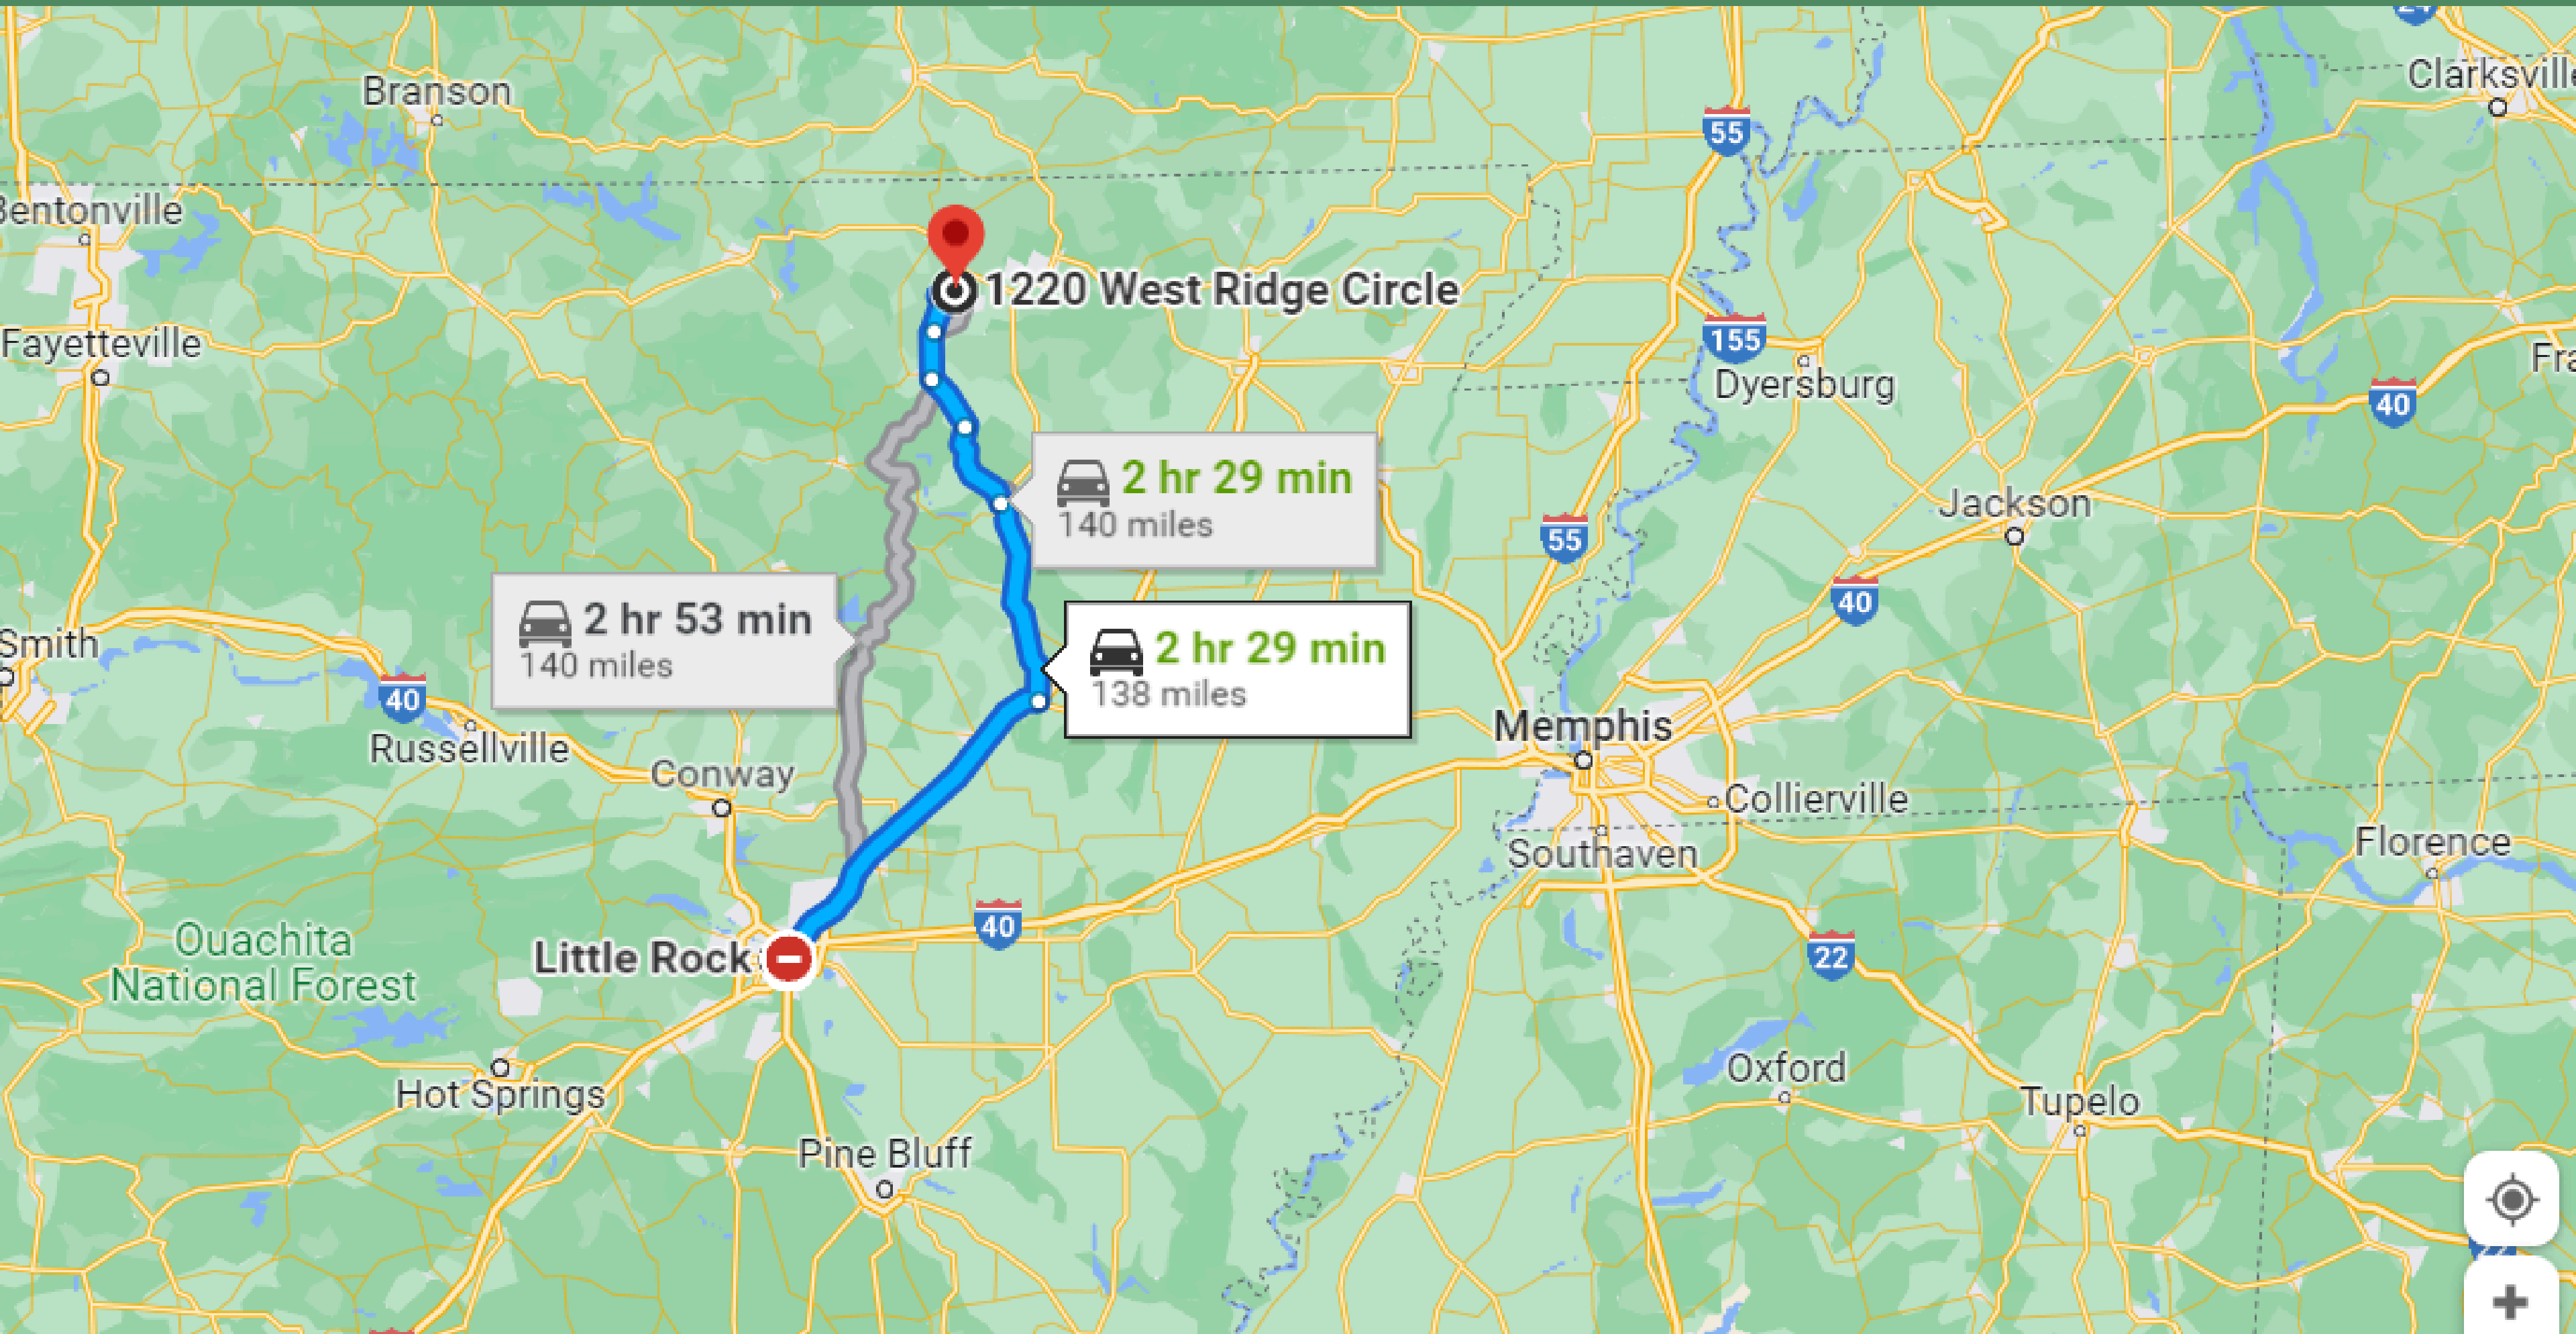 24
Branson
Clarksville
55
Bentonville
1220 West Ridge Circle
155
Fayetteville
Dyersburg
40
2 hr 29 min
140 miles
Jackson
55
40
2 hr 53 min
140 miles
2 hr 29 min
138 miles
Smith
40
Russellville
Memphis
Conway
Collierville
Southaven
Florence
Ouachita
National Forest
40
Little Rock
22
Hot Springs
Oxford
Tupelo
Pine Bluff